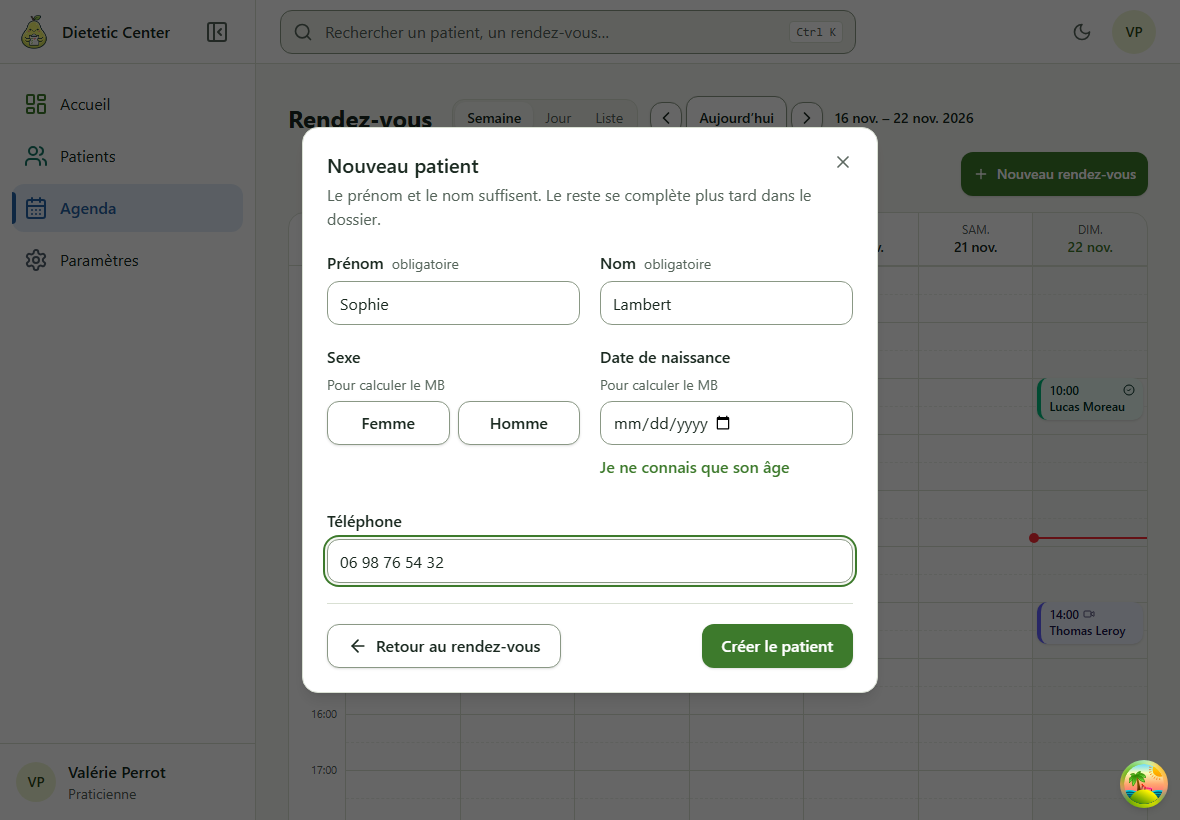 Dietetic Center
Rechercher un patient, un rendez-vous...
Ctrl K
VP
Accueil
Patients
Agenda
Paramètres
Rendez-vous
Semaine
Jour
Liste
Aujourd'hui
16 nov. – 22 nov. 2026
+ Nouveau rendez-vous
SAM.
21 nov.
DIM.
22 nov.
Nouveau patient
Le prénom et le nom suffisent. Le reste se complète plus tard dans le
dossier.
Prénom obligatoire
Nom obligatoire
Sophie
Lambert
Sexe
Date de naissance
Pour calculer le MB
Pour calculer le MB
Femme
Homme
mm/dd/yyyy
Je ne connais que son âge
Téléphone
06 98 76 54 32
Retour au rendez-vous
Créer le patient
10:00
Lucas Moreau
14:00
Thomas Leroy
16:00
17:00
VP
Valérie Perrot
Praticienne